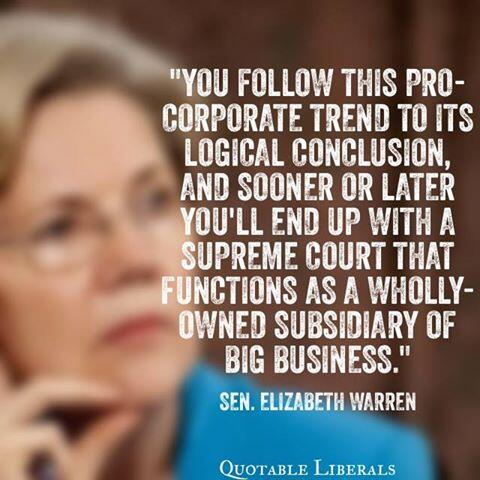 "YOU FOLLOW THIS PRO-
CORPORATE TREND TO ITS
LOGICAL CONCLUSION,
AND SOONER OR LATER
YOU'LL END UP WITH A
SUPREME COURT THAT
FUNCTIONS AS A WHOLLY-
OWNED SUBSIDIARY OF
BIG BUSINESS."
SEN. ELIZABETH WARREN
QUOTABLE LIBERALS